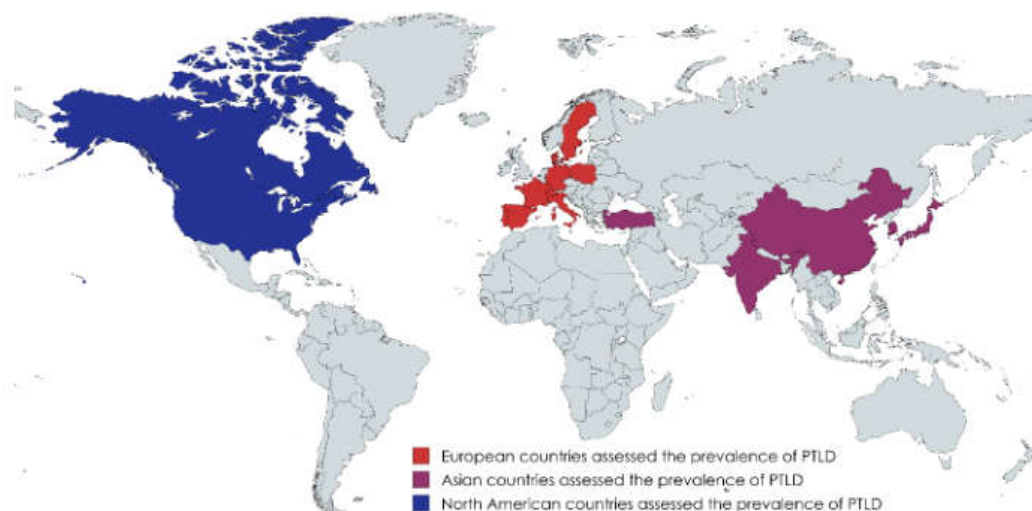 European countries assessed the prevalence of PTLD
Asian countries assessed the prevalence of PTLD
North American countries assessed the prevalence of PTLD